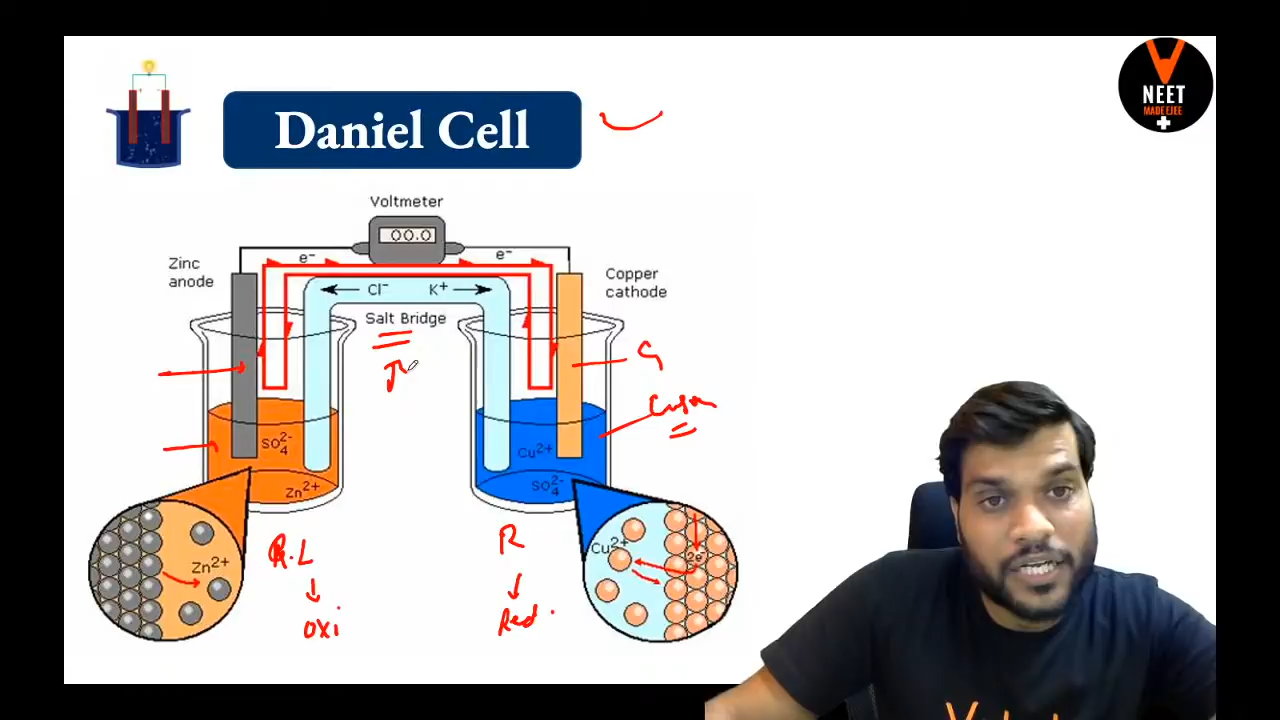 NEET
MADE EJEE
Daniel Cell
Voltmeter
00.0
Zinc
anode
e⁻
e⁻
Copper
cathode
Cl⁻
K⁺
Salt Bridge
SO₄²⁻
Zn²⁺
Cu²⁺
SO₄²⁻
Zn²⁺
Cu²⁺
2e⁻
R
oxi
Red.